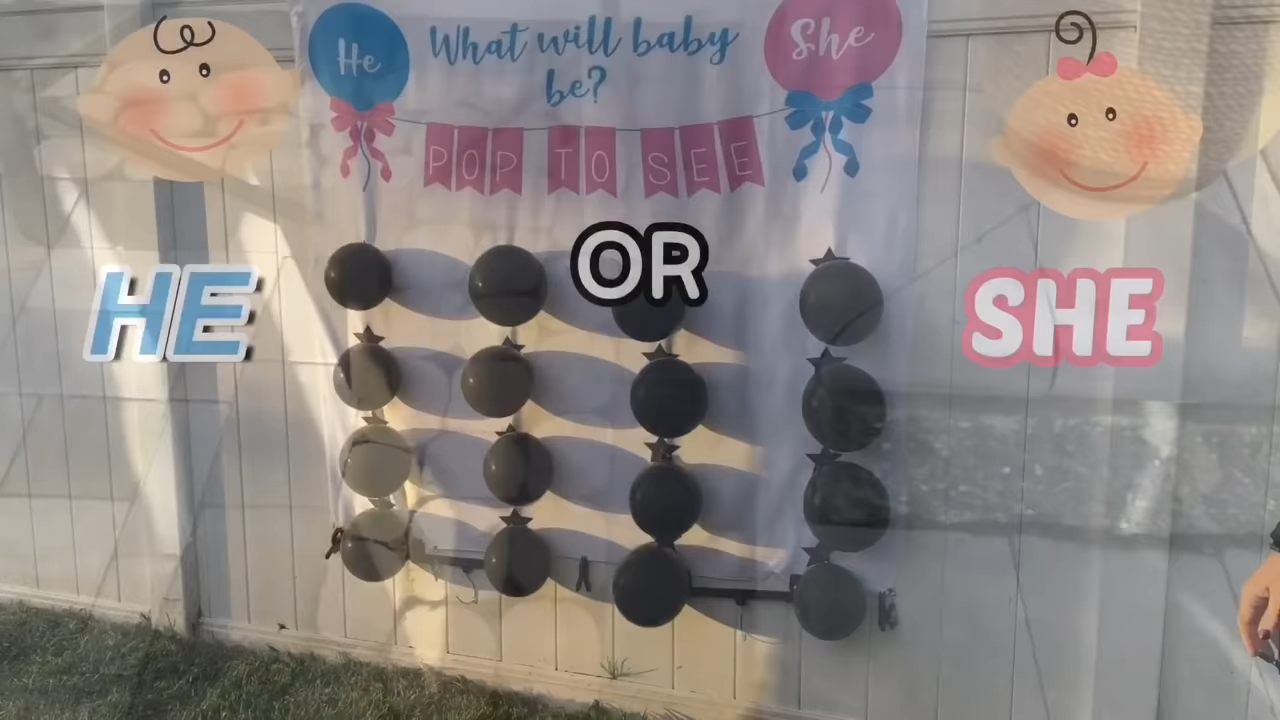 He
What will baby
be?
She
POP TO SEE
OR
HE
SHE